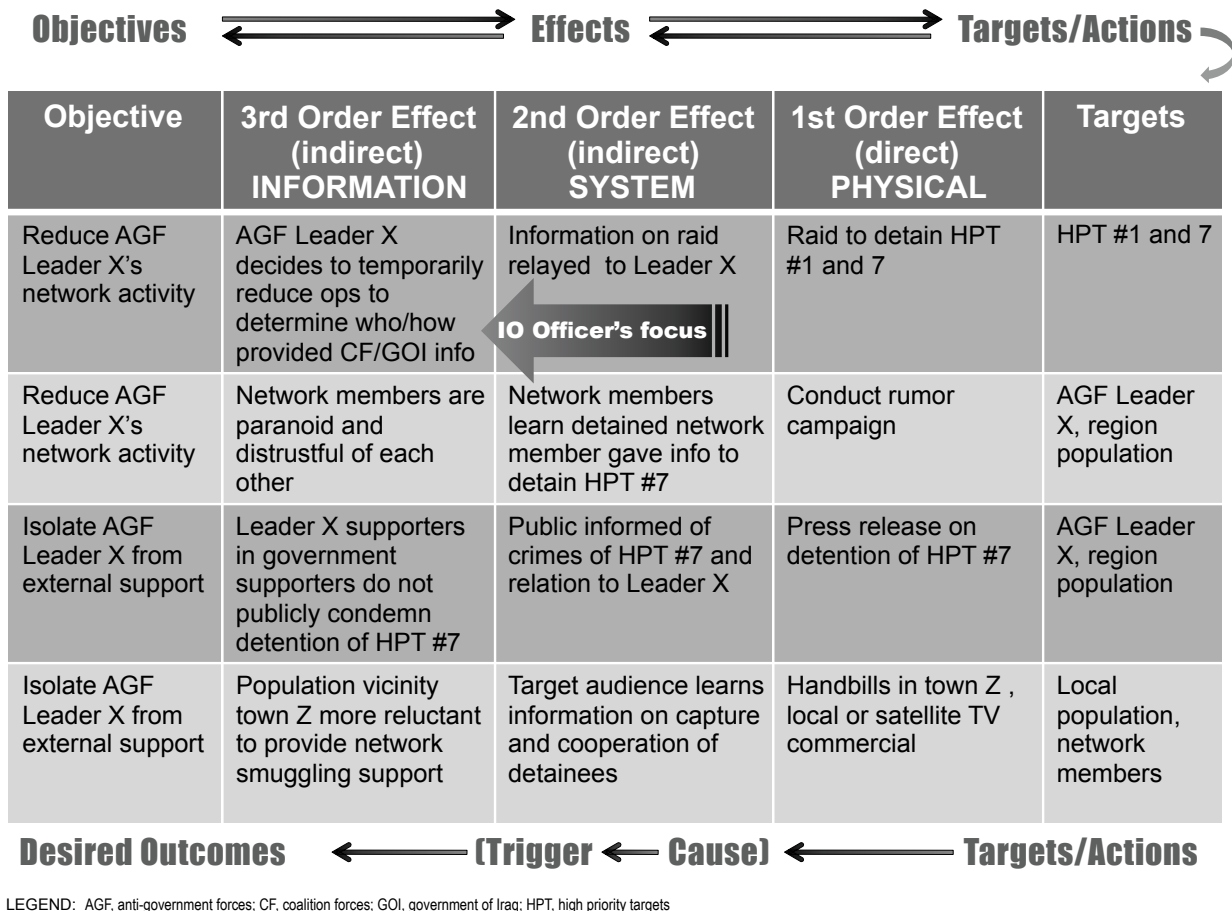 Objectives Effects Targets/Actions
Objective
3rd Order Effect
(indirect)
INFORMATION
2nd Order Effect
(indirect)
SYSTEM
1st Order Effect
(direct)
PHYSICAL
Targets
Reduce AGF
Leader X's
network activity
AGF Leader X
decides to temporarily
reduce ops to
determine who/how
provided CF/GOI info
Information on raid
relayed to Leader X
IO Officer's focus
Raid to detain HPT
#1 and 7
HPT #1 and 7
Reduce AGF
Leader X's
network activity
Network members are
paranoid and
distrustful of each
other
Network members
learn detained network
member gave info to
detain HPT #7
Conduct rumor
campaign
AGF Leader
X, region
population
Isolate AGF
Leader X from
external support
Leader X supporters
in government
supporters do not
publicly condemn
detention of HPT #7
Public informed of
crimes of HPT #7 and
relation to Leader X
Press release on
detention of HPT #7
AGF Leader
X, region
population
Isolate AGF
Leader X from
external support
Population vicinity
town Z more reluctant
to provide network
smuggling support
Target audience learns
information on capture
and cooperation of
detainees
Handbills in town Z ,
local or satellite TV
commercial
Local
population,
network
members
Desired Outcomes (Trigger Cause) Targets/Actions
LEGEND: AGF, anti-government forces; CF, coalition forces; GOI, government of Iraq; HPT, high priority targets